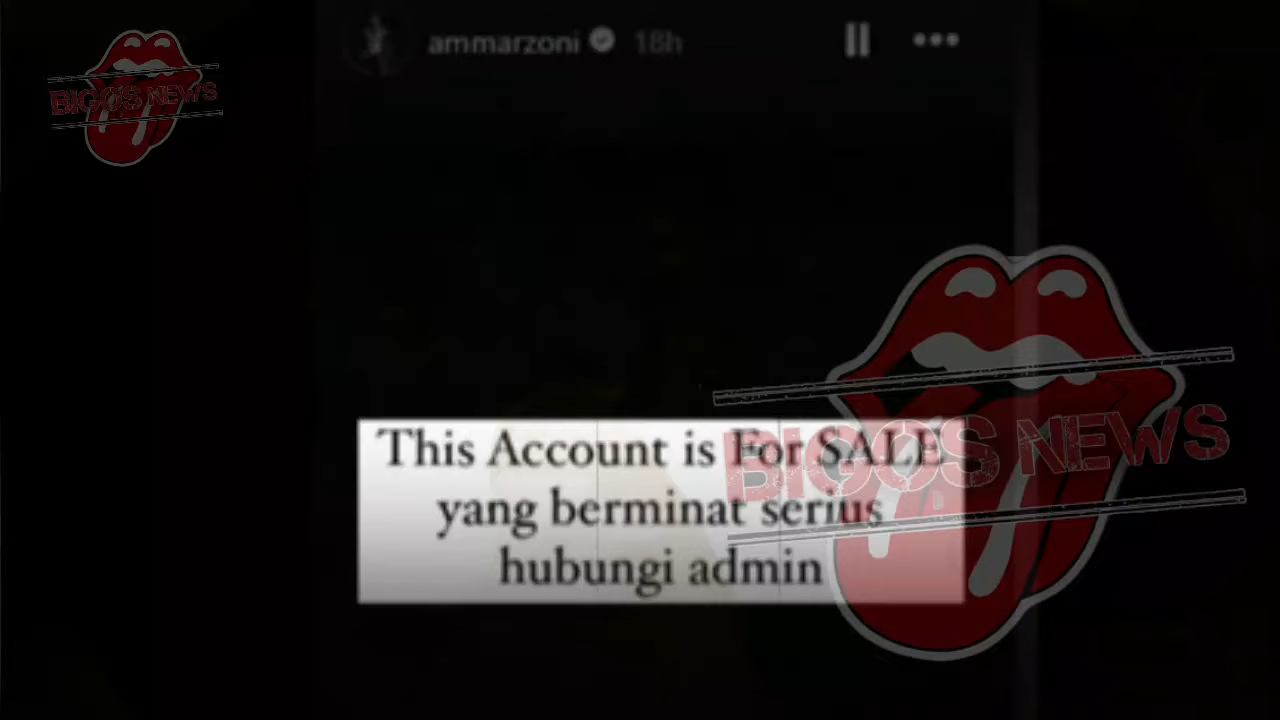 ammarzoni 18h
BIGOS NEWS
This Account is For SALE
yang berminat serius
hubungi admin
BIGOS NEWS